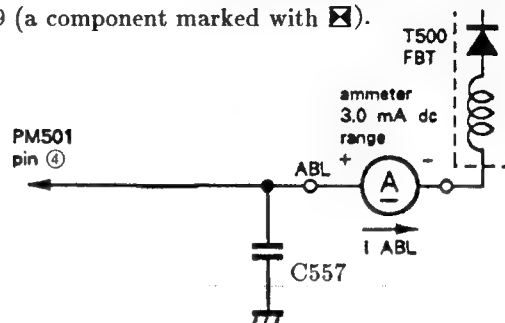 9 (a component marked with ).
T500
FBT
ammeter
3.0 mA dc
range
PM501
pin ④
ABL
+
-
A
I ABL
C557